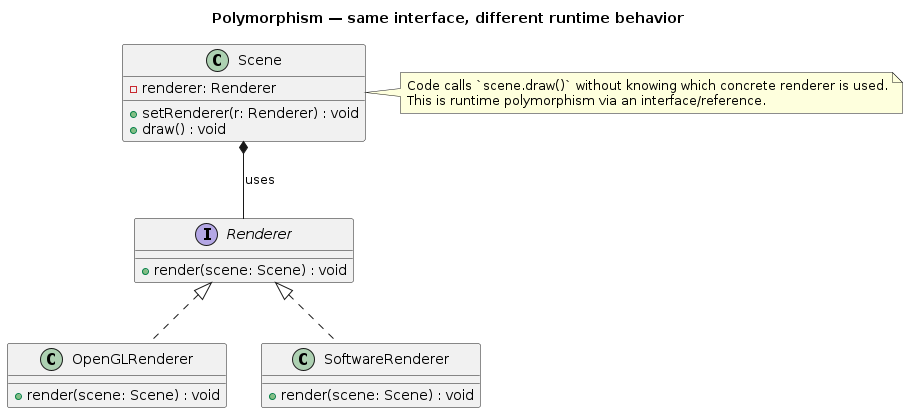 Polymorphism — same interface, different runtime behavior
C Scene
renderer: Renderer
setRenderer(r: Renderer) : void
draw() : void
Code calls `scene.draw()` without knowing which concrete renderer is used.
This is runtime polymorphism via an interface/reference.
uses
I Renderer
render(scene: Scene) : void
C OpenGLRenderer
render(scene: Scene) : void
C SoftwareRenderer
render(scene: Scene) : void